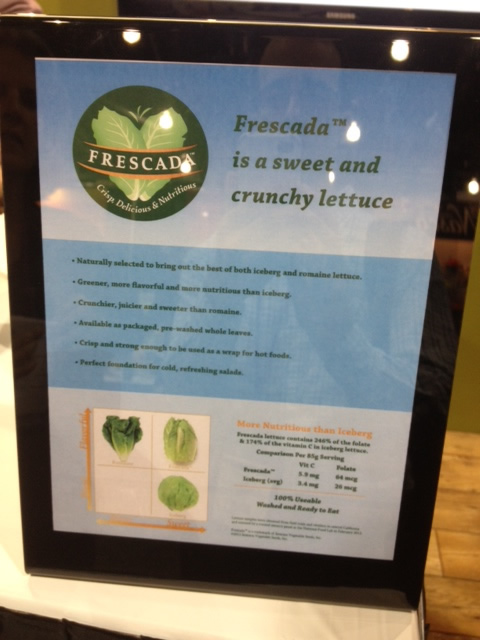 SAMSUNG
FRESCADA™
Crisp Delicious & Nutritious
Frescada™
is a sweet and
crunchy lettuce
• Naturally selected to bring out the best of both iceberg and romaine lettuce.
• Greener, more flavorful and more nutritious than iceberg.
• Crunchier, juicier and sweeter than romaine.
• Available as packaged, pre-washed whole leaves.
• Crisp and strong enough to be used as a wrap for hot foods.
• Perfect foundation for cold, refreshing salads.
More Nutritious than Iceberg
Frescada lettuce contains 246% of the folate
& 174% of the vitamin C in iceberg lettuce.
Comparison Per 85g Serving
Vit C Folate
Frescada™ 5.9 mg 64 mcg
Iceberg (avg) 3.4 mg 26 mcg
100% Useable
Washed and Ready to Eat